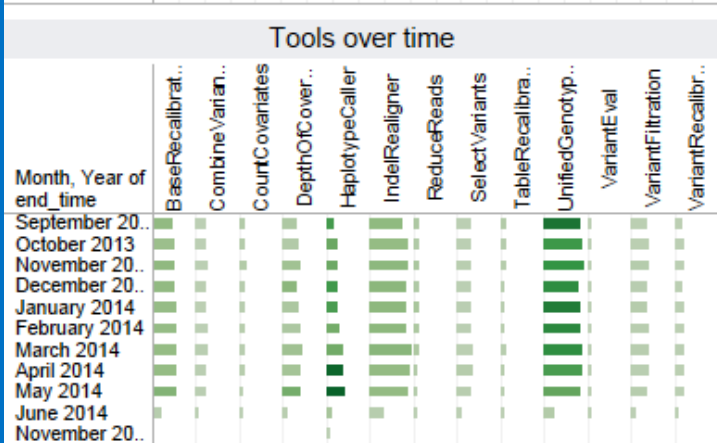 Tools over time
Month, Year of
end_time
BaseRecalibrat..
CombineVarian..
CountCovariates
DepthOfCover..
HaplotypeCaller
IndelRealigner
ReduceReads
SelectVariants
TableRecalibra..
UnifiedGenotyp..
VariantEval
VariantFiltration
VariantRecalibr..
September 20..
October 2013
November 20..
December 20..
January 2014
February 2014
March 2014
April 2014
May 2014
June 2014
November 20..